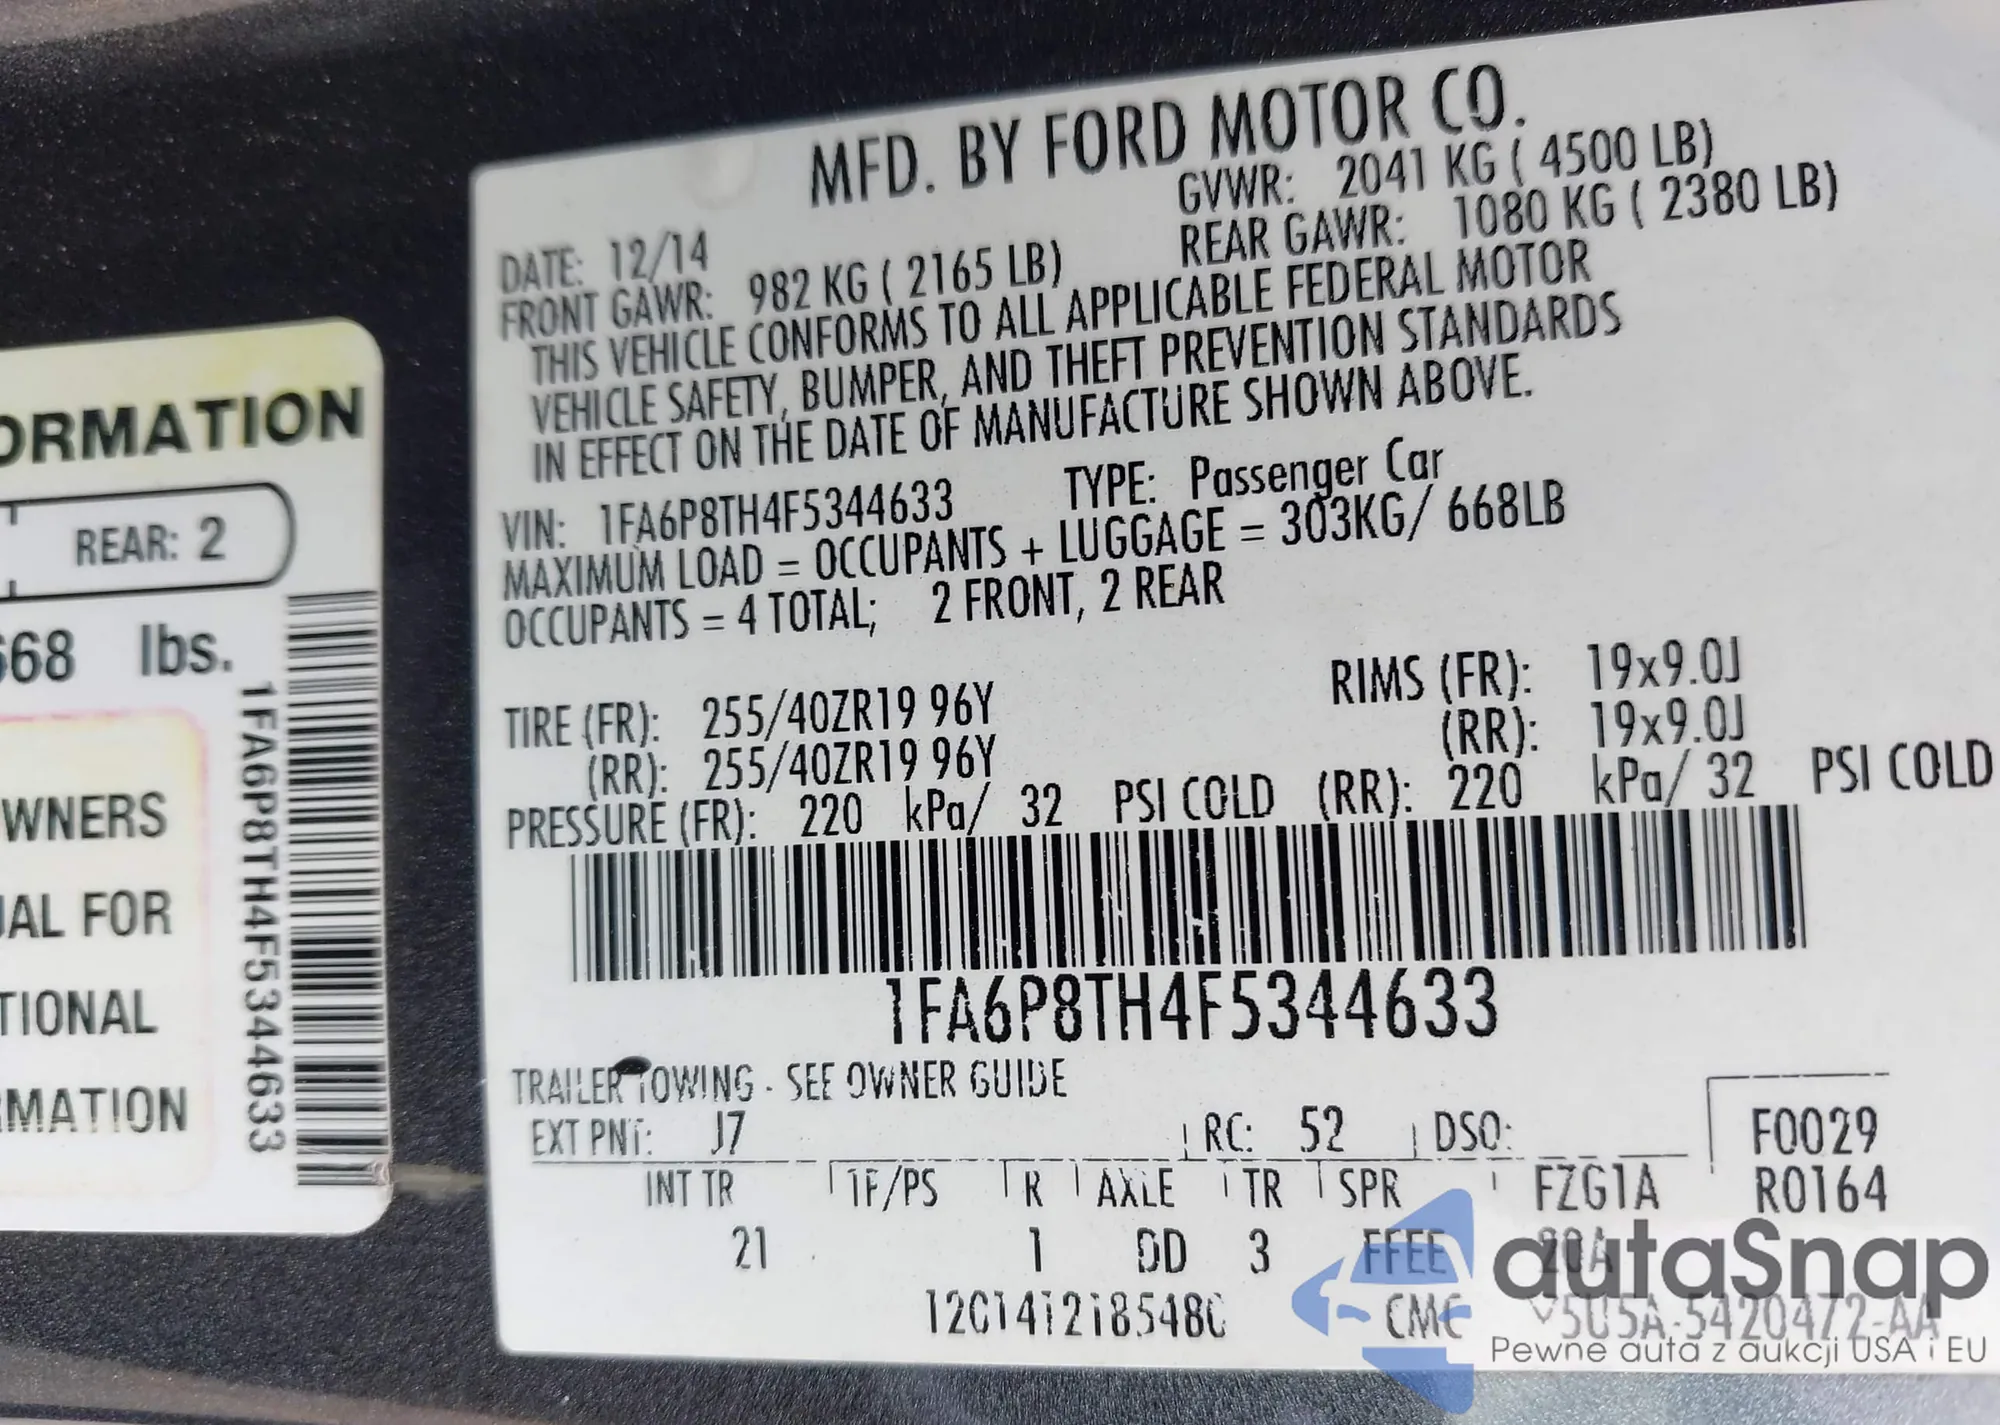 ORMATION
REAR: 2
668 lbs.
WNERS
AL FOR
TIONAL
MATION
1FA6P8TH4F5344633
MFD. BY FORD MOTOR CO.
DATE: 12/14 GVWR: 2041 KG ( 4500 LB)
FRONT GAWR: 982 KG ( 2165 LB) REAR GAWR: 1080 KG ( 2380 LB)
THIS VEHICLE CONFORMS TO ALL APPLICABLE FEDERAL MOTOR
VEHICLE SAFETY, BUMPER, AND THEFT PREVENTION STANDARDS
IN EFFECT ON THE DATE OF MANUFACTURE SHOWN ABOVE.
VIN: 1FA6P8TH4F5344633 TYPE: Passenger Car
MAXIMUM LOAD = OCCUPANTS + LUGGAGE = 303KG/ 668LB
OCCUPANTS = 4 TOTAL; 2 FRONT, 2 REAR
TIRE (FR): 255/40ZR19 96Y RIMS (FR): 19x9.0J
(RR): 255/40ZR19 96Y (RR): 19x9.0J
PRESSURE (FR): 220 kPa/ 32 PSI COLD (RR): 220 kPa/ 32 PSI COLD
1FA6P8TH4F5344633
TRAILER TOWING - SEE OWNER GUIDE
EXT PNT: J7 RC: 52 DSO: F0029
INT TR TP/PS R AXLE TR SPR FZG1A R0164
21 1 DD 3 FFEE 20A
CMC
autaSnap
Pewne auta z aukcji USA i EU